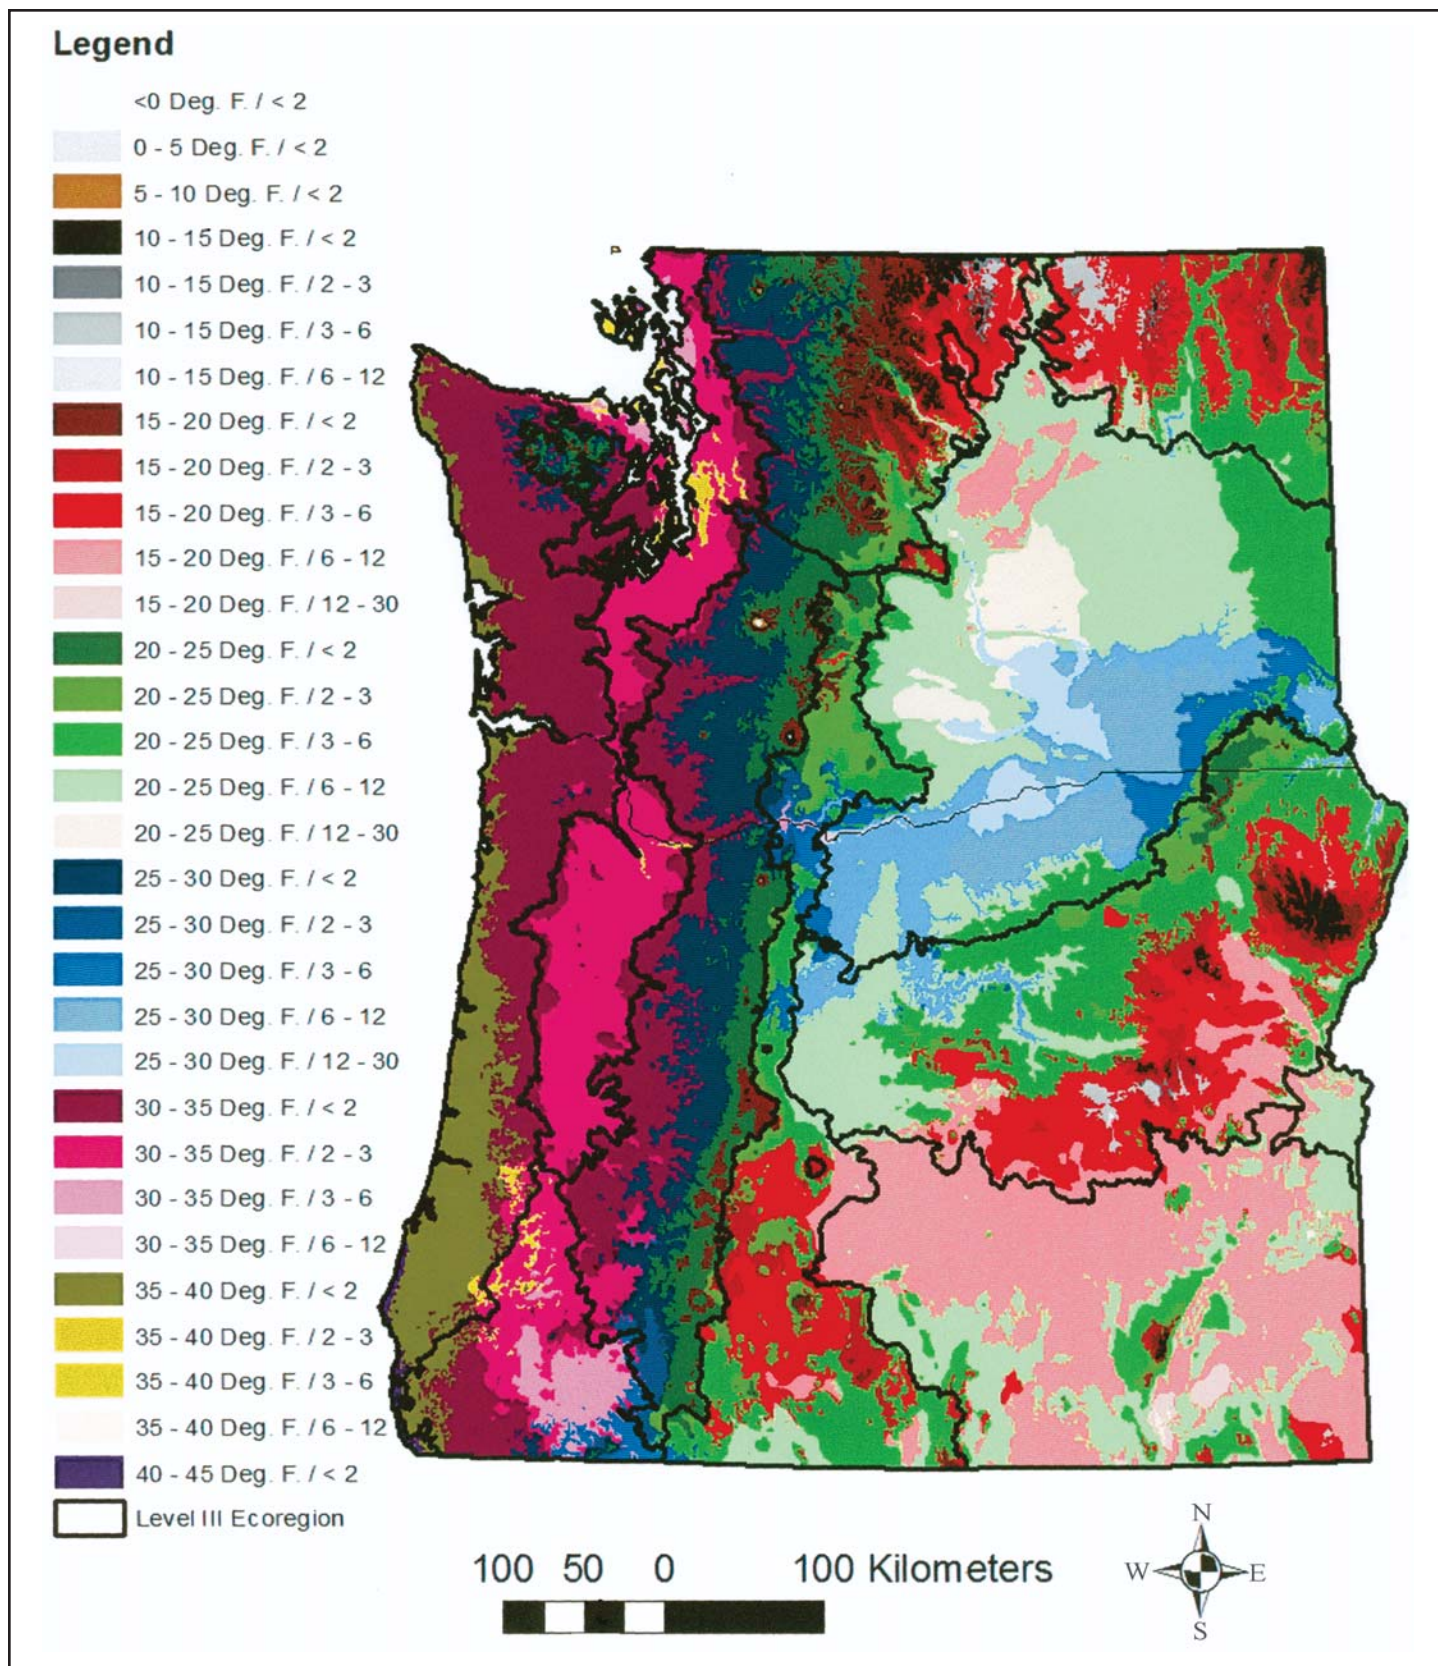 Legend
<0 Deg. F. / < 2
0 - 5 Deg. F. / < 2
5 - 10 Deg. F. / < 2
10 - 15 Deg. F. / < 2
10 - 15 Deg. F. / 2 - 3
10 - 15 Deg. F. / 3 - 6
10 - 15 Deg. F. / 6 - 12
15 - 20 Deg. F. / < 2
15 - 20 Deg. F. / 2 - 3
15 - 20 Deg. F. / 3 - 6
15 - 20 Deg. F. / 6 - 12
15 - 20 Deg. F. / 12 - 30
20 - 25 Deg. F. / < 2
20 - 25 Deg. F. / 2 - 3
20 - 25 Deg. F. / 3 - 6
20 - 25 Deg. F. / 6 - 12
20 - 25 Deg. F. / 12 - 30
25 - 30 Deg. F. / < 2
25 - 30 Deg. F. / 2 - 3
25 - 30 Deg. F. / 3 - 6
25 - 30 Deg. F. / 6 - 12
25 - 30 Deg. F. / 12 - 30
30 - 35 Deg. F. / < 2
30 - 35 Deg. F. / 2 - 3
30 - 35 Deg. F. / 3 - 6
30 - 35 Deg. F. / 6 - 12
35 - 40 Deg. F. / < 2
35 - 40 Deg. F. / 2 - 3
35 - 40 Deg. F. / 3 - 6
35 - 40 Deg. F. / 6 - 12
40 - 45 Deg. F. / < 2
Level III Ecoregion
100 50 0 100 Kilometers
N
W E
S